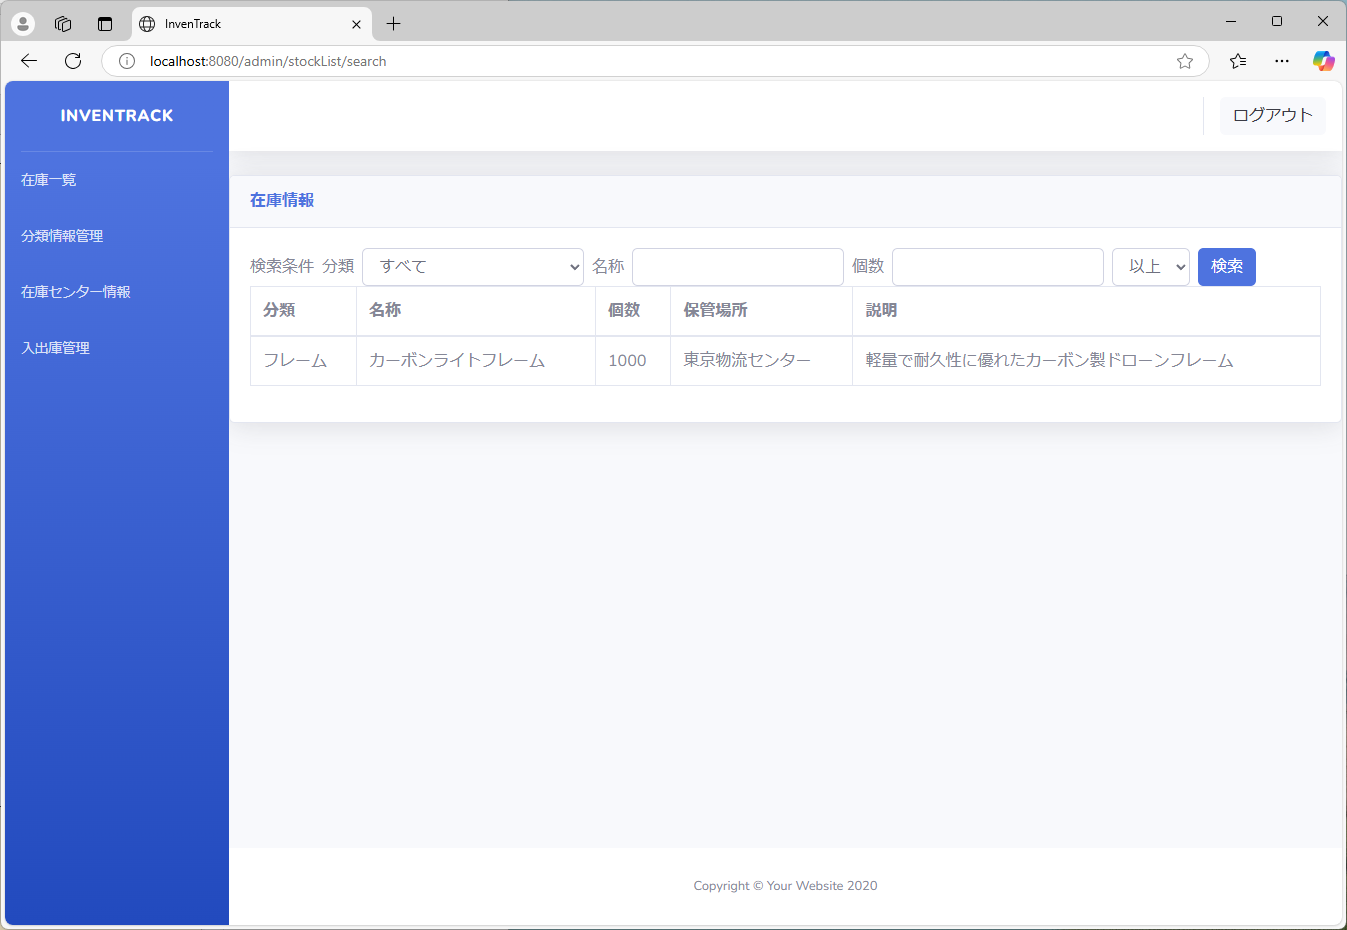 InvenTrack
localhost:8080/admin/stockList/search
INVENTRACK
ログアウト
在庫一覧
分類情報管理
在庫センター情報
入出庫管理
在庫情報
検索条件 分類 すべて 名称 個数 以上 検索
分類 名称 個数 保管場所 説明
フレーム カーボンライトフレーム 1000 東京物流センター 軽量で耐久性に優れたカーボン製ドローンフレーム
Copyright © Your Website 2020